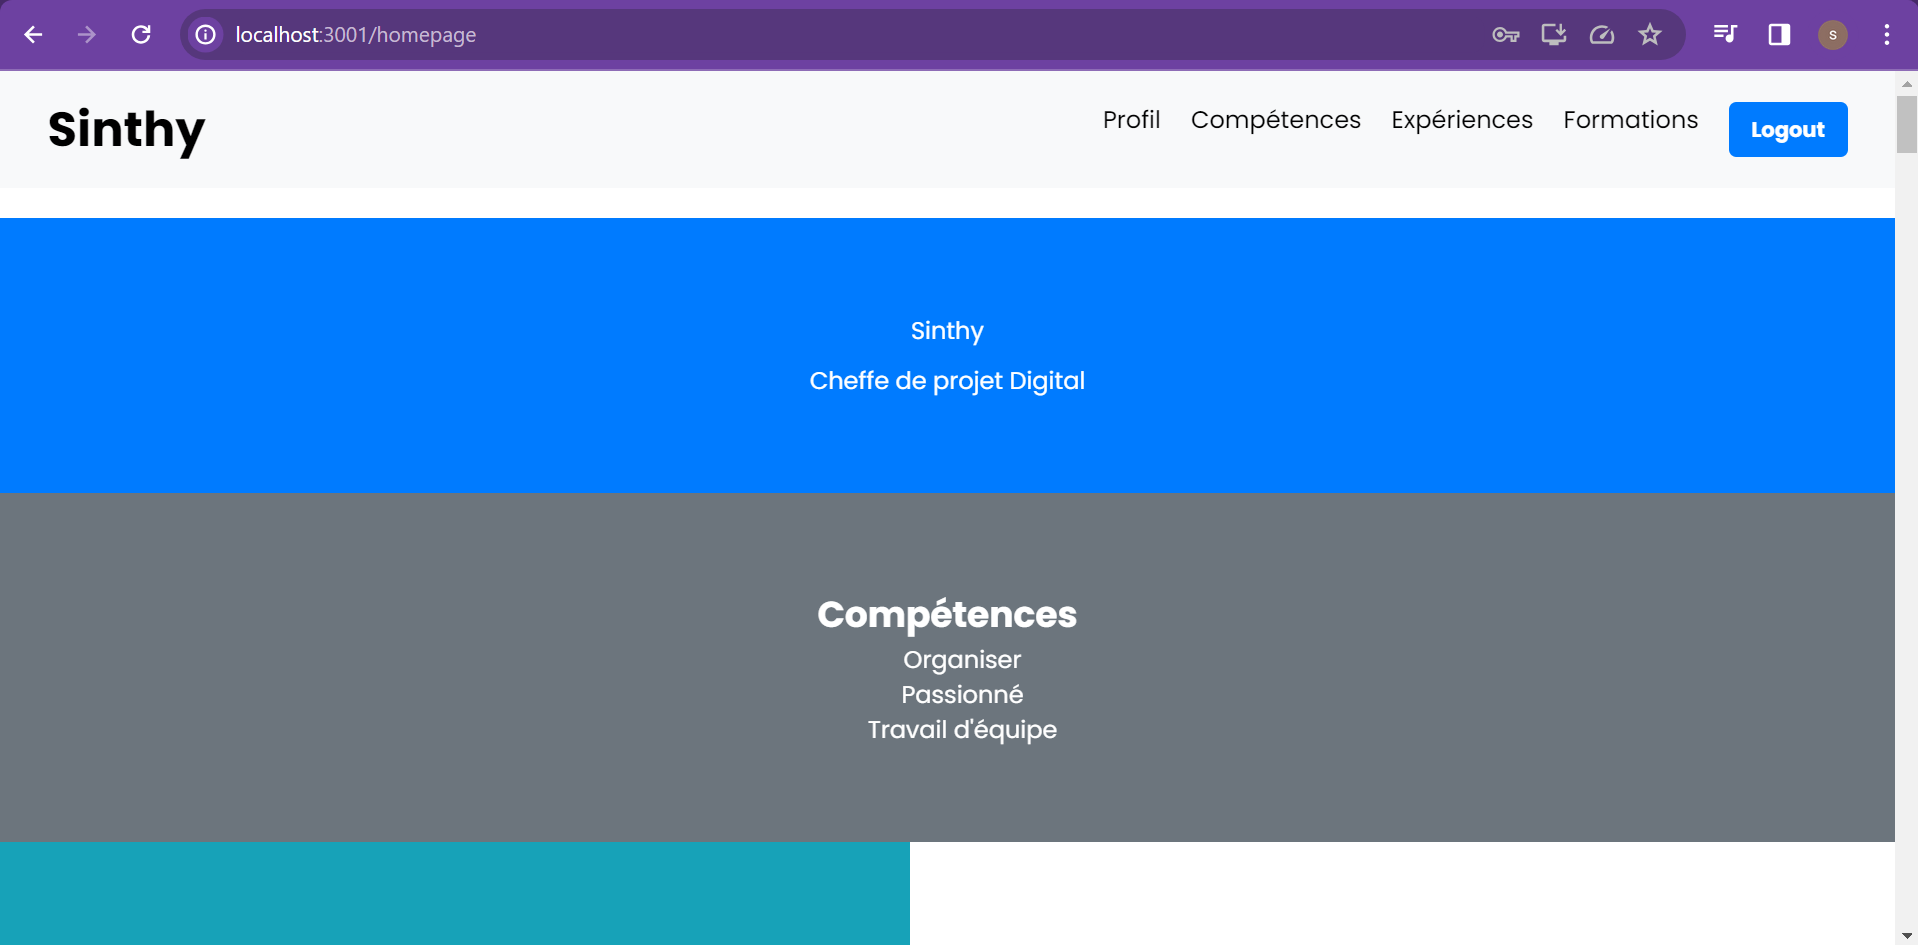 localhost:3001/homepage
S
Sinthy
Profil Compétences Expériences Formations Logout
Sinthy
Cheffe de projet Digital
Compétences
Organiser
Passionné
Travail d'équipe